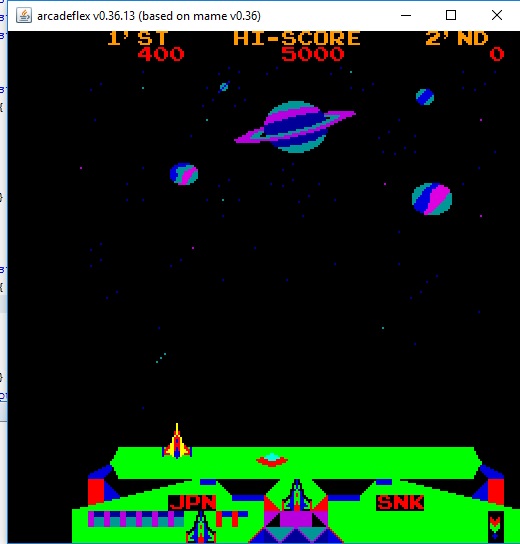 arcadeflex v0.36.13 (based on mame v0.36)
1'ST HI-SCORE 2'ND
400 5000 0
JPN SNK